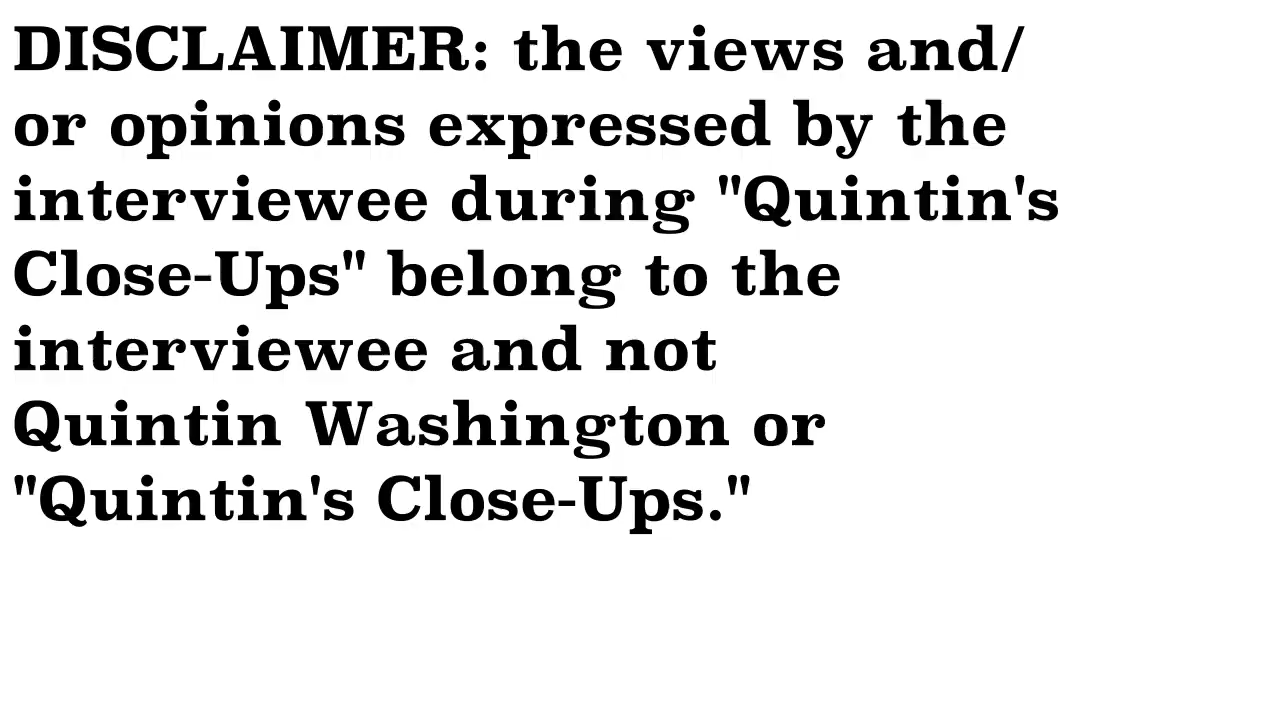 DISCLAIMER: the views and/
or opinions expressed by the
interviewee during "Quintin's
Close-Ups" belong to the
interviewee and not
Quintin Washington or
"Quintin's Close-Ups."